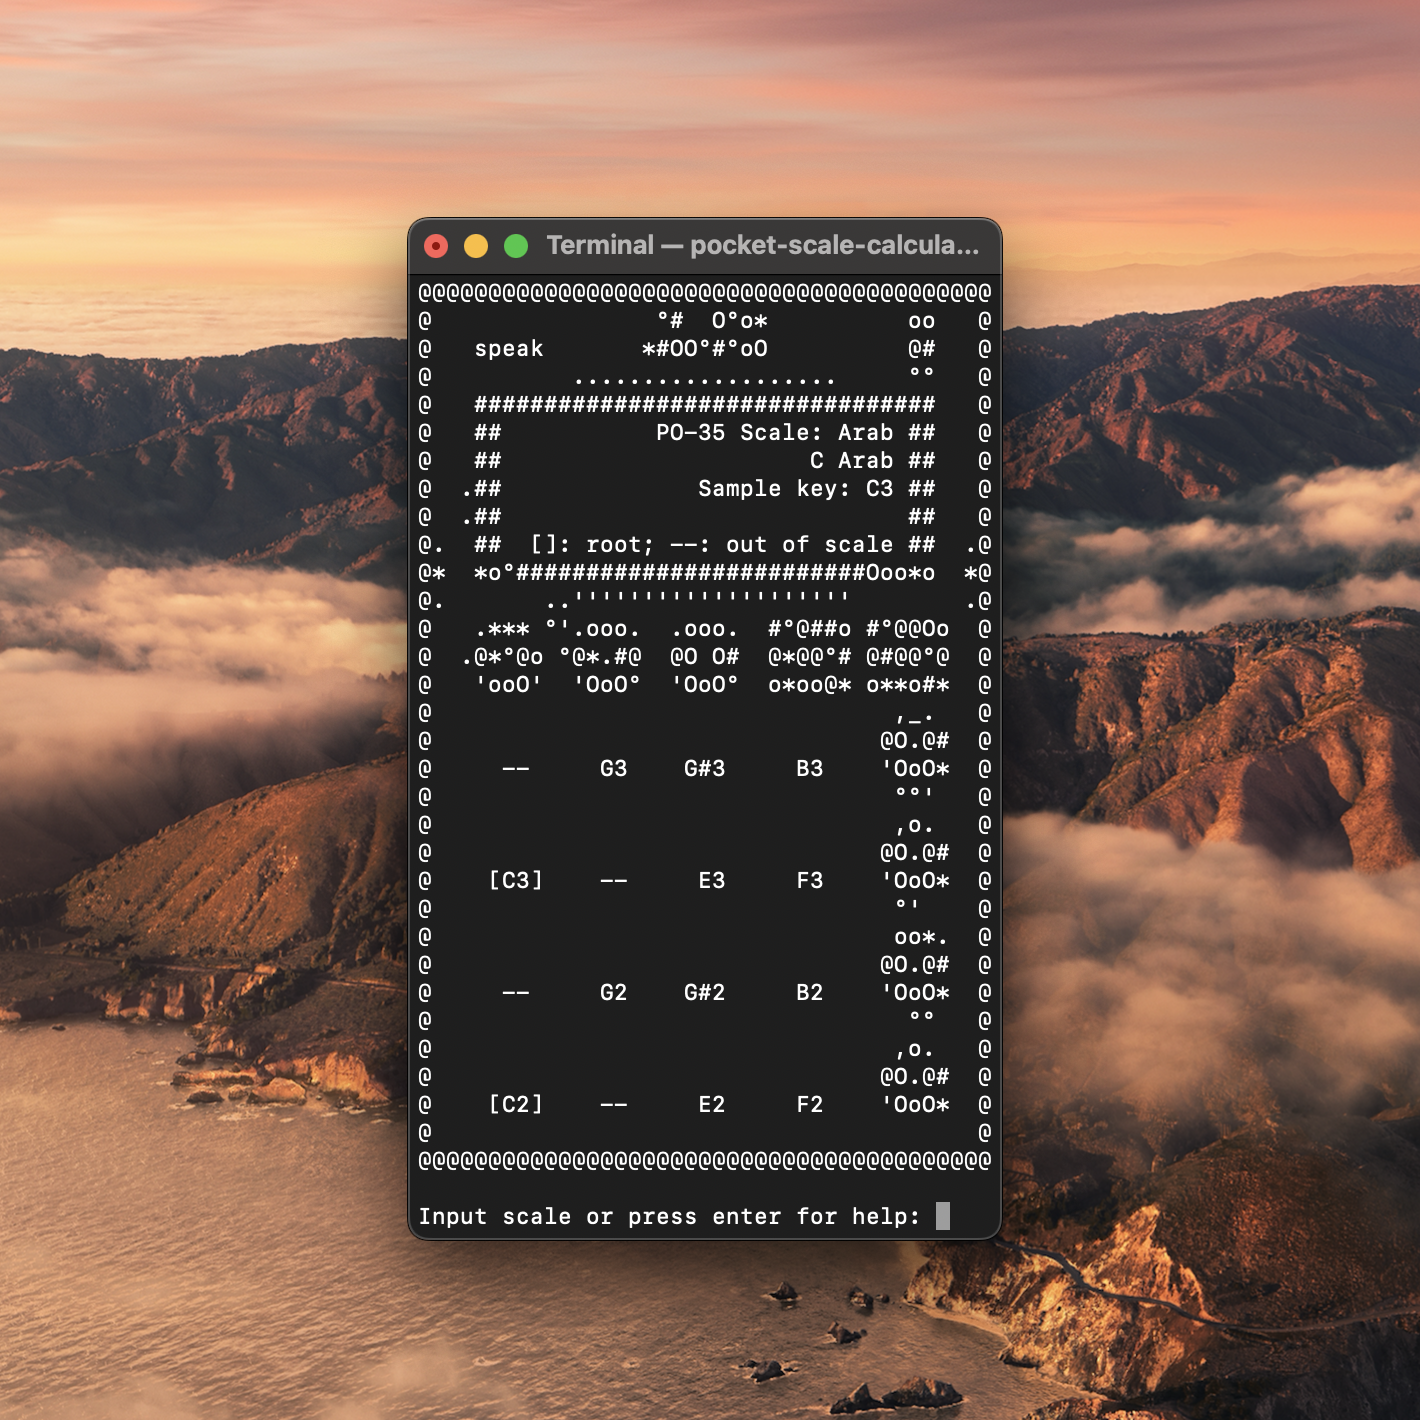 Terminal — pocket-scale-calcula...
@@@@@@@@@@@@@@@@@@@@@@@@@@@@@@@@@@@@@@@@@
@                °#  O°o*          oo   @
@   speak       *#OO°#°oO          @#   @
@          ...................     °°   @
@   #################################   @
@   ##           PO-35 Scale: Arab ##   @
@   ##                      C Arab ##   @
@  .##              Sample key: C3 ##   @
@  .##                             ##   @
@.  ##  []: root; --: out of scale ##  .@
@*  *o°#########################Ooo*o  *@
@.       ..''''''''''''''''''''        .@
@   .*** °'.ooo.  .ooo.  #°@##o #°@@Oo  @
@  .@*°@o °@*.#@  @O O#  @*@@°# @#@@°@  @
@   'ooO'  'OoO°  'OoO°  o*oo@* o**o#*  @
@                                 ,_.   @
@                                @O.@#  @
@     --     G3    G#3     B3    'OoO*  @
@                                 °°'   @
@                                 ,o.   @
@                                @O.@#  @
@    [C3]    --     E3     F3    'OoO*  @
@                                 °'    @
@                                 oo*.  @
@                                @O.@#  @
@     --     G2    G#2     B2    'OoO*  @
@                                  °°   @
@                                 ,o.   @
@                                @O.@#  @
@    [C2]    --     E2     F2    'OoO*  @
@                                       @
@@@@@@@@@@@@@@@@@@@@@@@@@@@@@@@@@@@@@@@@@
Input scale or press enter for help: